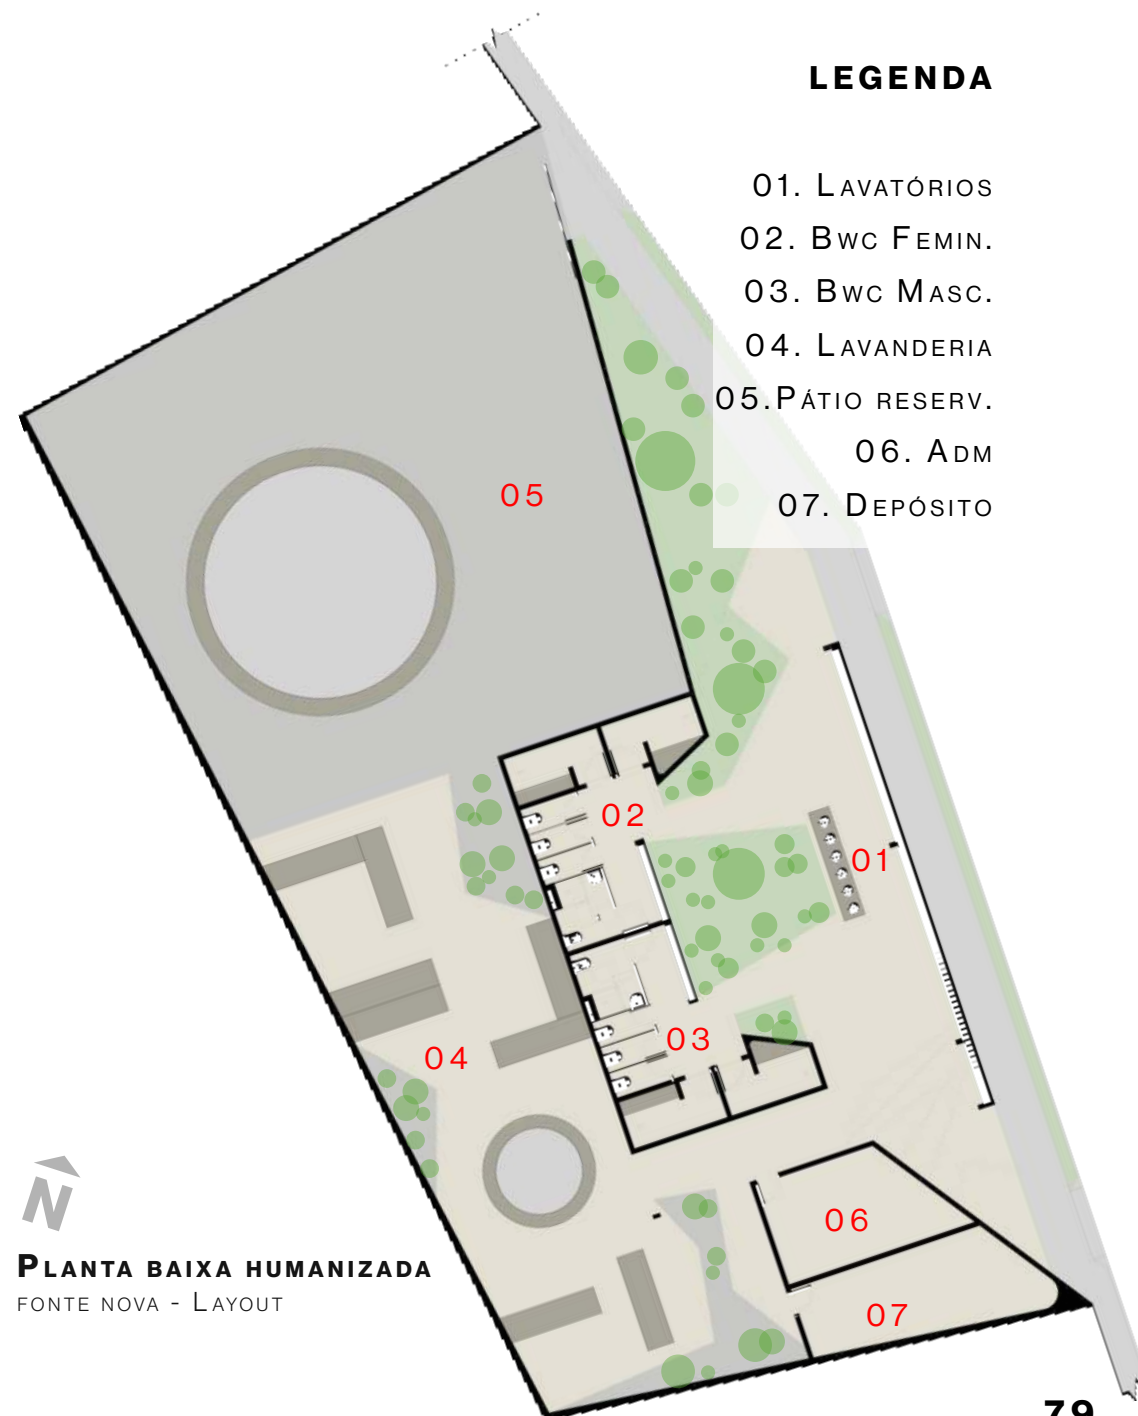 LEGENDA
01. LAVATÓRIOS
02. BWC FEMIN.
03. BWC MASC.
04. LAVANDERIA
05.PÁTIO RESERV.
06. ADM
07. DEPÓSITO
05
02
01
03
04
06
07
N
PLANTA BAIXA HUMANIZADA
FONTE NOVA - LAYOUT
79